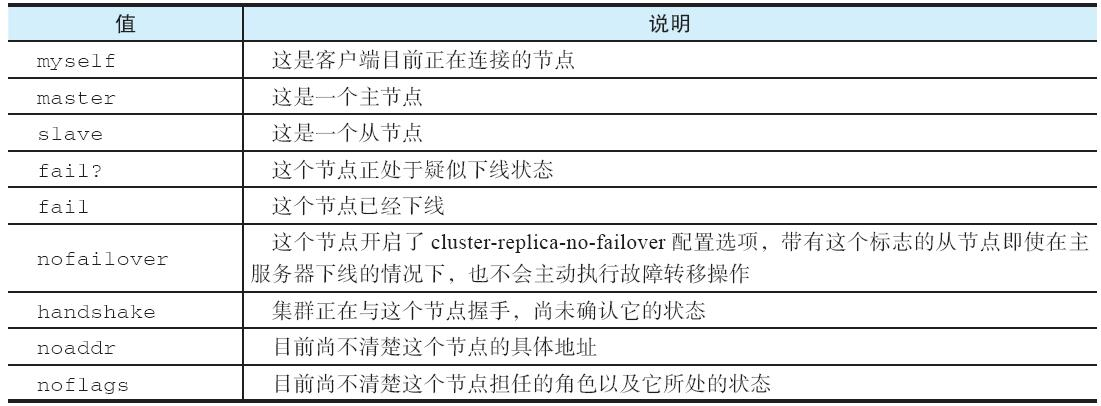 值 说明
myself 这是客户端目前正在连接的节点
master 这是一个主节点
slave 这是一个从节点
fail? 这个节点正处于疑似下线状态
fail 这个节点已经下线
nofailover 这个节点开启了 cluster-replica-no-failover 配置选项，带有这个标志的从节点即使在主
服务器下线的情况下，也不会主动执行故障转移操作
handshake 集群正在与这个节点握手，尚未确认它的状态
noaddr 目前尚不清楚这个节点的具体地址
noflags 目前尚不清楚这个节点担任的角色以及它所处的状态